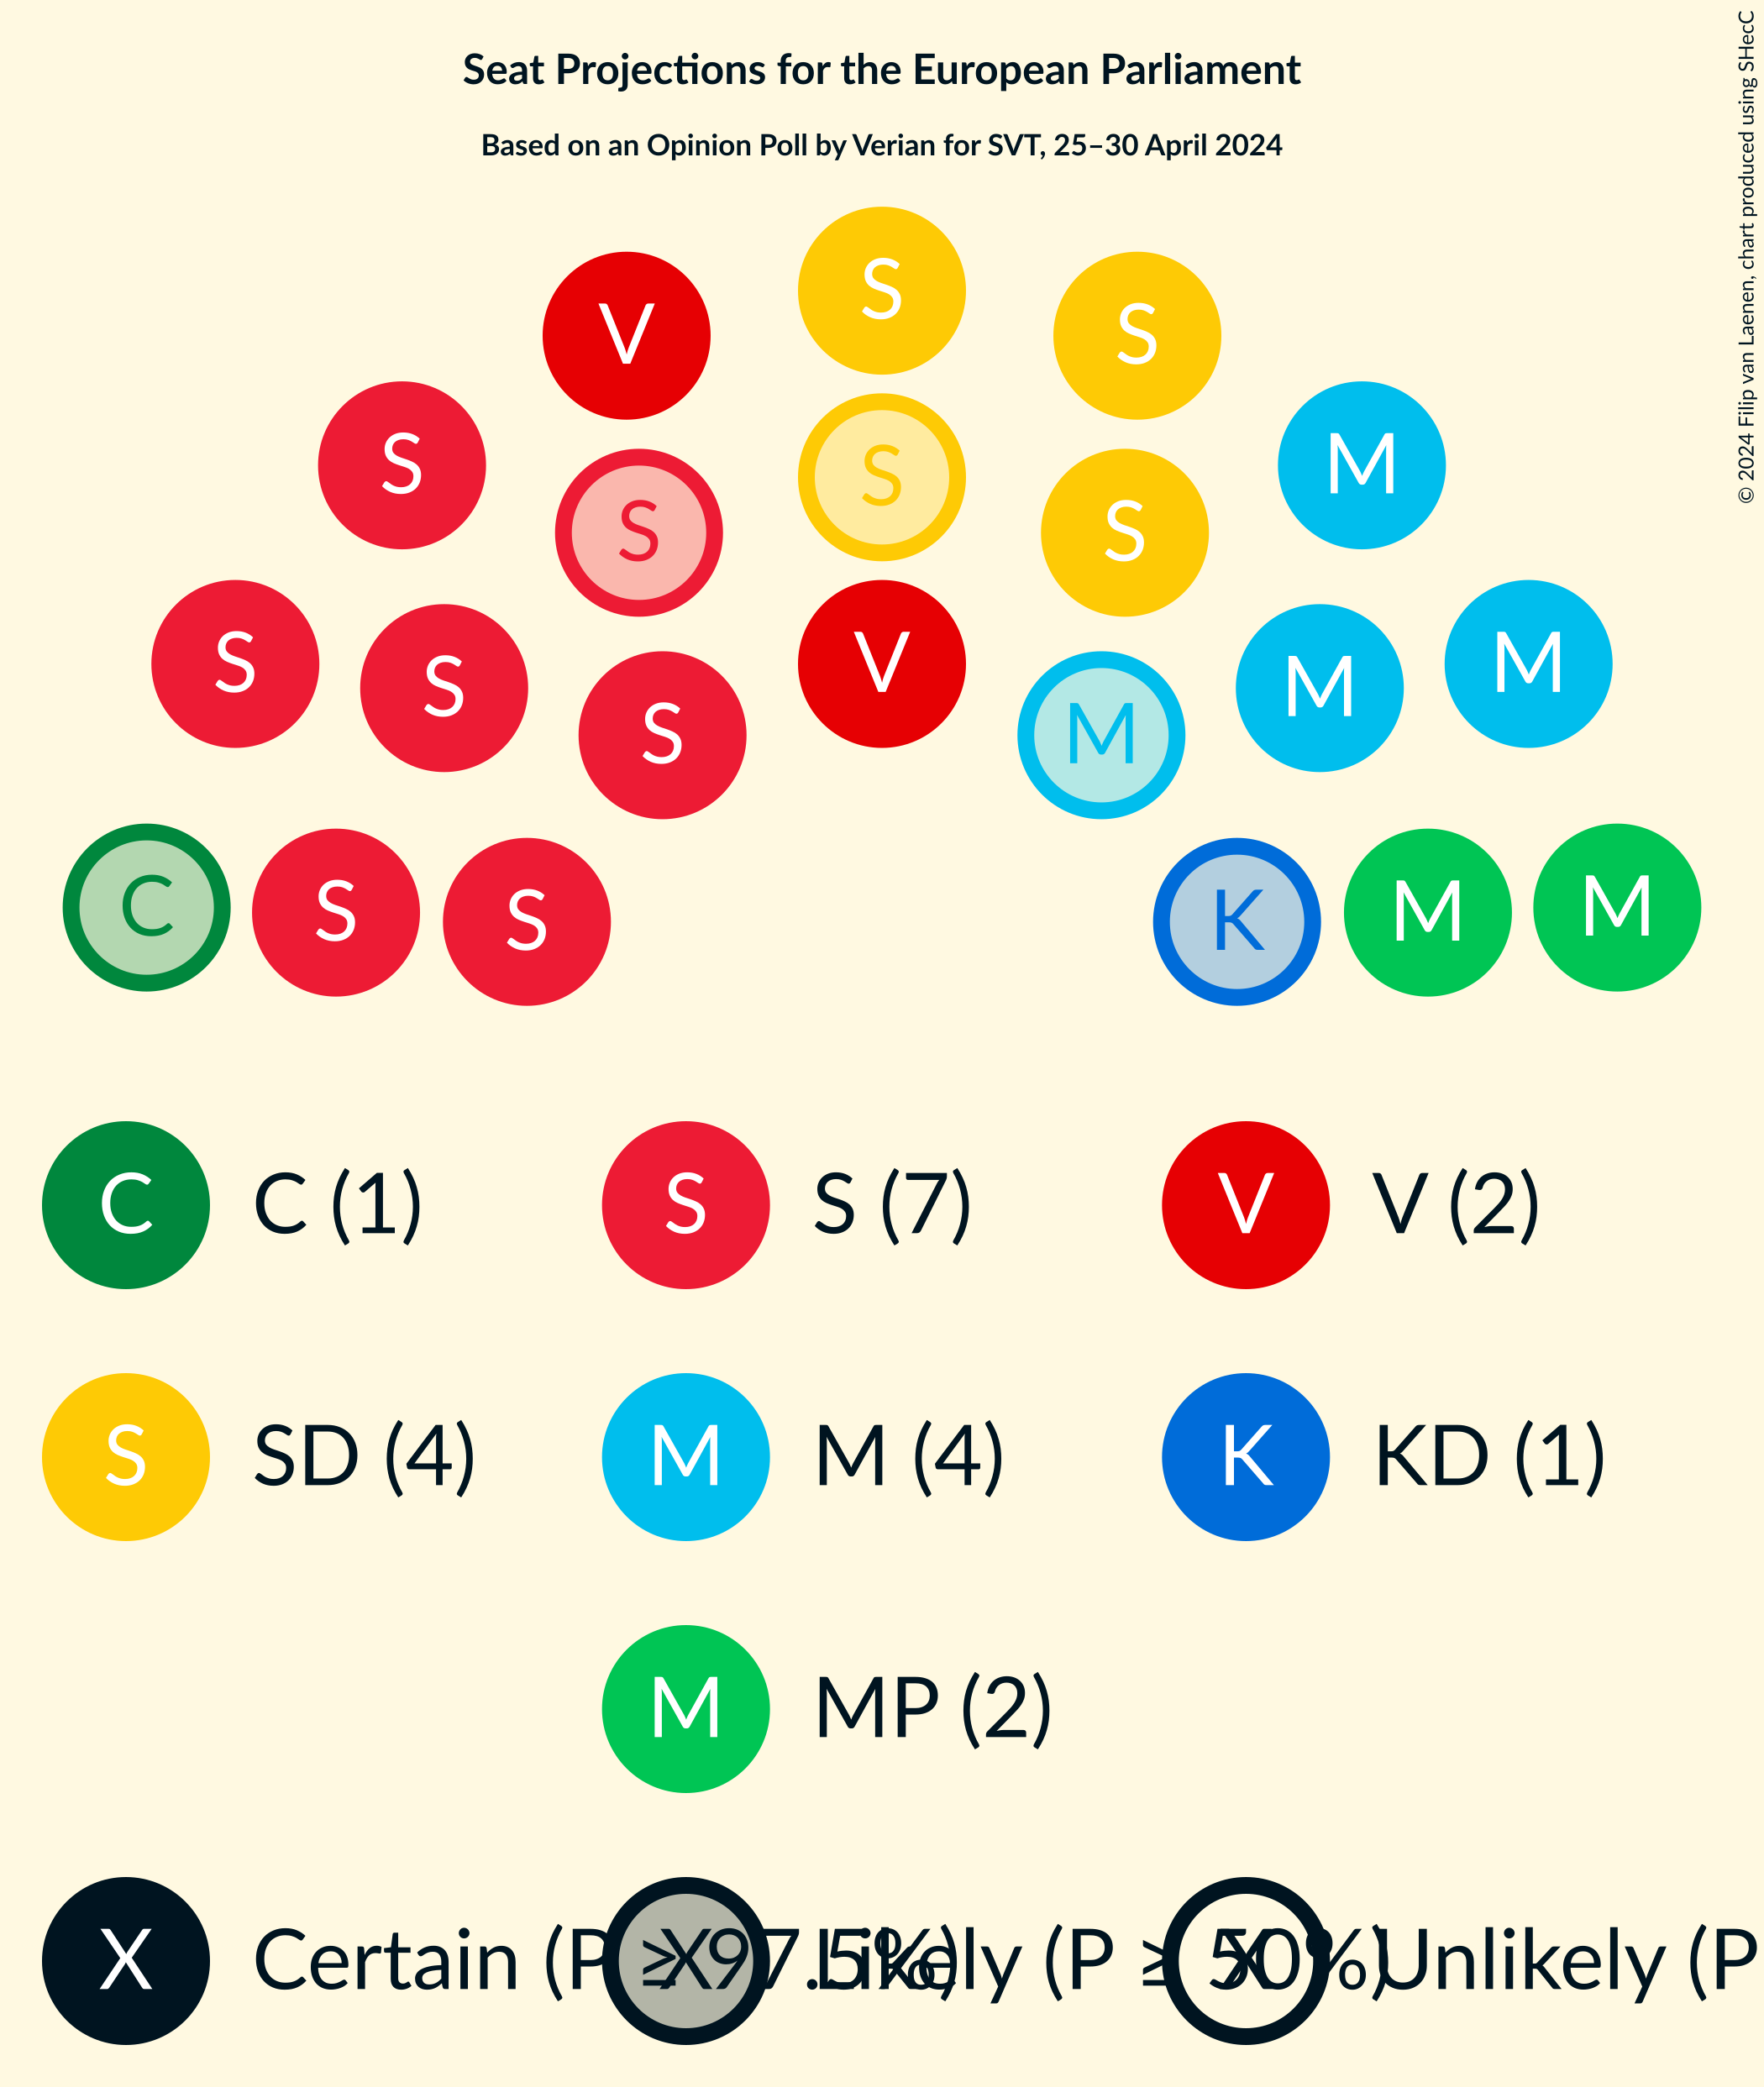 Seat Projections for the European Parliament
Based on an Opinion Poll by Verian for SVT, 25–30 April 2024
© 2024 Filip van Laenen, chart produced using SHecC
S
V S
S M
S
S S
S V M
S M
S M
C M
S M
S K
C C (1) S S (7) V V (2)
S SD (4) M M (4) K KD (1)
M MP (2)
X Certain (P ≥ 97.5%) X Likely (P ≥ 50%) X Unlikely (P